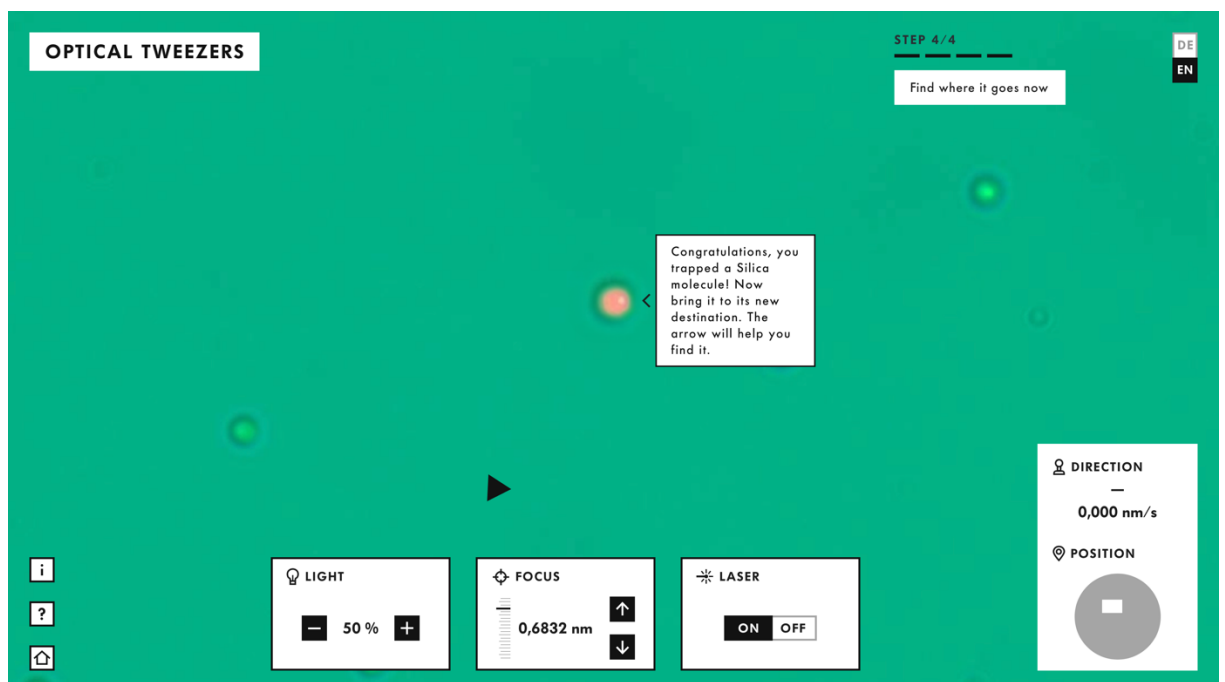 OPTICAL TWEEZERS
STEP 4/4
Find where it goes now
DE
EN
Congratulations, you
trapped a Silica
molecule! Now
bring it to its new
destination. The
arrow will help you
find it.
DIRECTION
—
0,000 nm/s
POSITION
i
?
LIGHT
− 50 % +
FOCUS
0,6832 nm
LASER
ON OFF